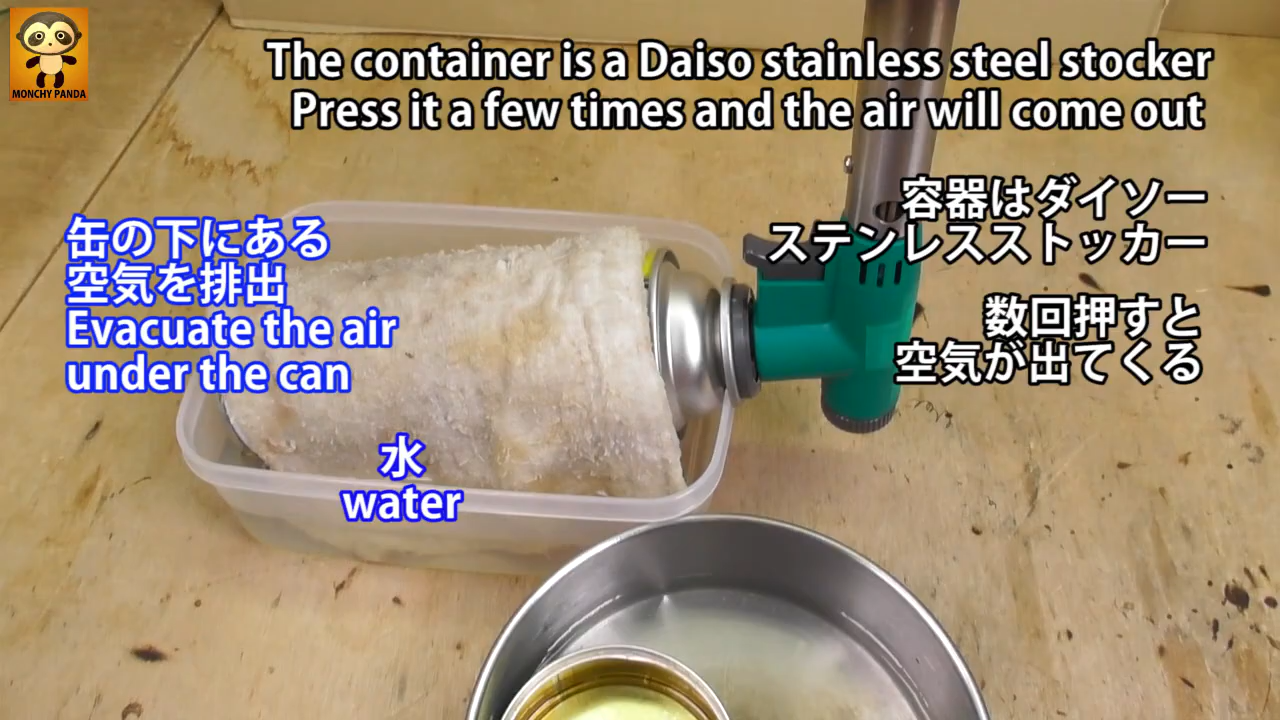 MONCHY PANDA
The container is a Daiso stainless steel stocker
Press it a few times and the air will come out
容器はダイソー
ステンレスストッカー
数回押すと
空気が出てくる
缶の下にある
空気を排出
Evacuate the air
under the can
水
water